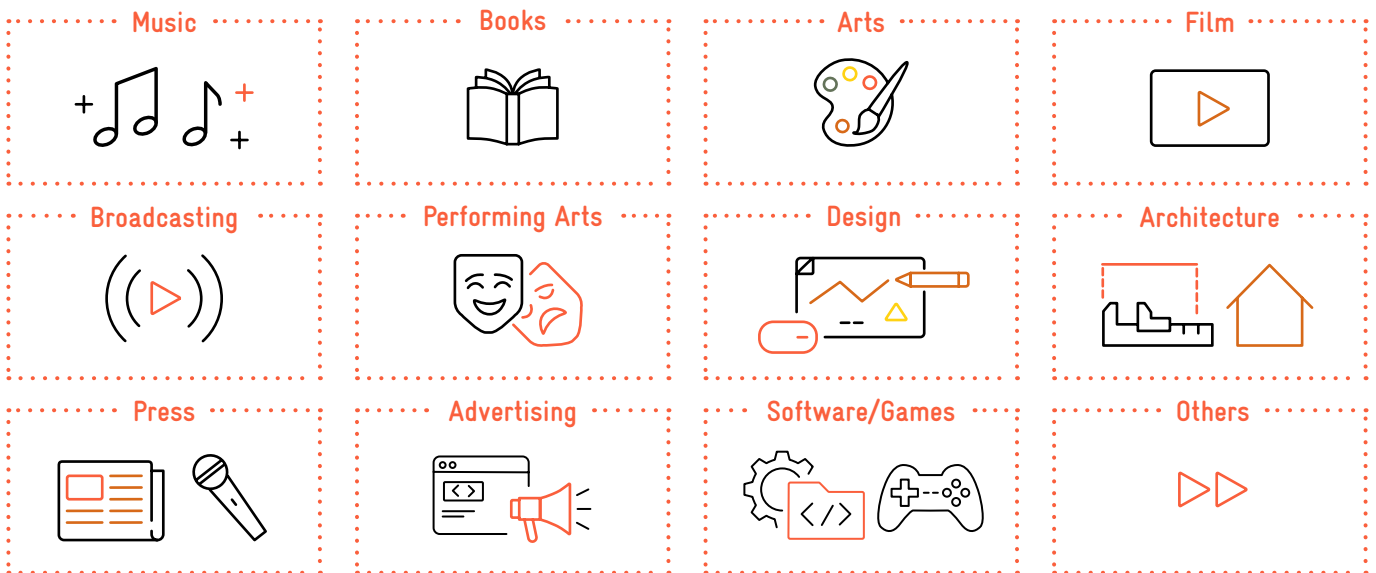 Music
Books
Arts
Film
Broadcasting
Performing Arts
Design
Architecture
Press
Advertising
Software/Games
Others